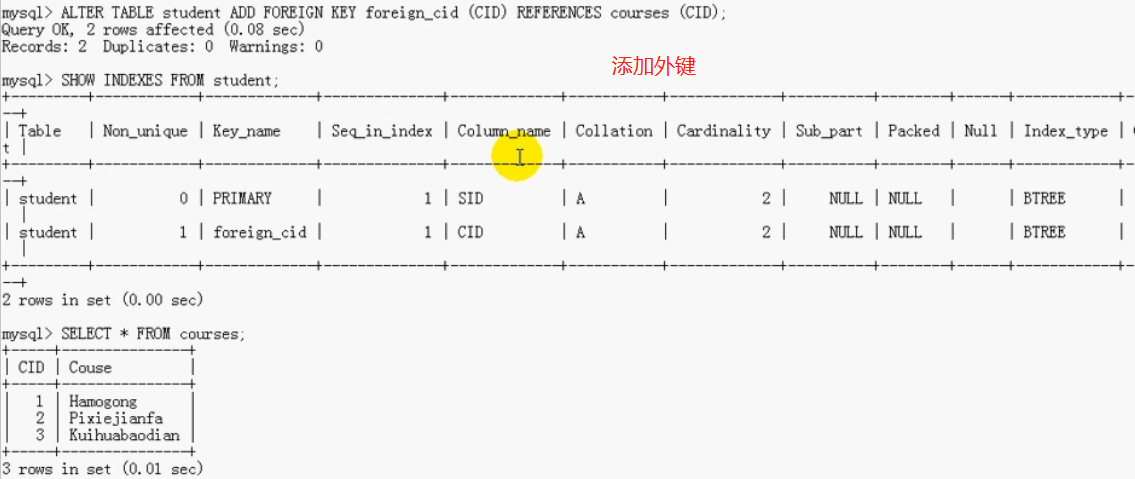 mysql> ALTER TABLE student ADD FOREIGN KEY foreign_cid (CID) REFERENCES courses (CID);
Query OK, 2 rows affected (0.08 sec)
Records: 2  Duplicates: 0  Warnings: 0
添加外键
mysql> SHOW INDEXES FROM student;
| Table | Non_unique | Key_name | Seq_in_index | Column_name | Collation | Cardinality | Sub_part | Packed | Null | Index_type |
t |
| student | 0 | PRIMARY | 1 | SID | A | 2 | NULL | NULL | | BTREE |
|
| student | 1 | foreign_cid | 1 | CID | A | 2 | NULL | NULL | | BTREE |
|
2 rows in set (0.00 sec)
mysql> SELECT * FROM courses;
| CID | Couse |
| 1 | Hamogong |
| 2 | Pixiejianfa |
| 3 | Kuihuabaodian |
3 rows in set (0.01 sec)